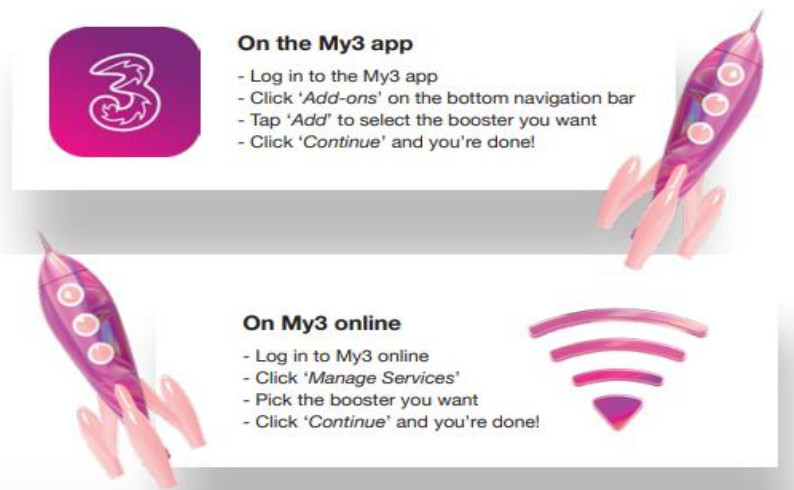 3
On the My3 app
- Log in to the My3 app
- Click ‘Add-ons’ on the bottom navigation bar
- Tap ‘Add’ to select the booster you want
- Click ‘Continue’ and you’re done!
On My3 online
- Log in to My3 online
- Click ‘Manage Services’
- Pick the booster you want
- Click ‘Continue’ and you’re done!